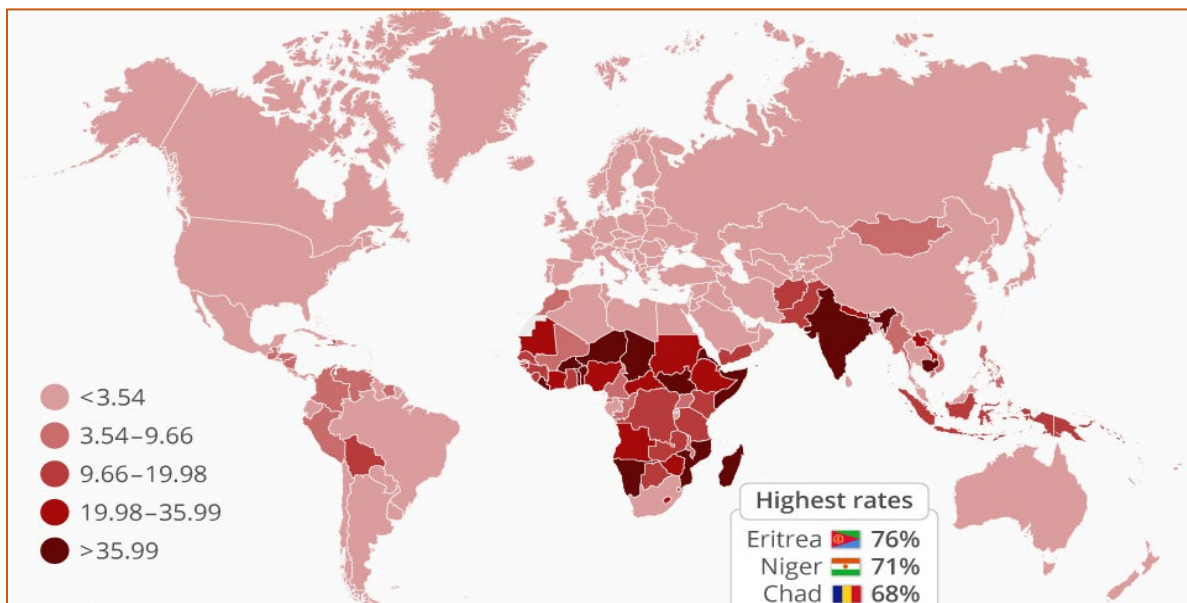 <3.54
3.54–9.66
9.66–19.98
19.98–35.99
>35.99
Highest rates
Eritrea 76%
Niger 71%
Chad 68%